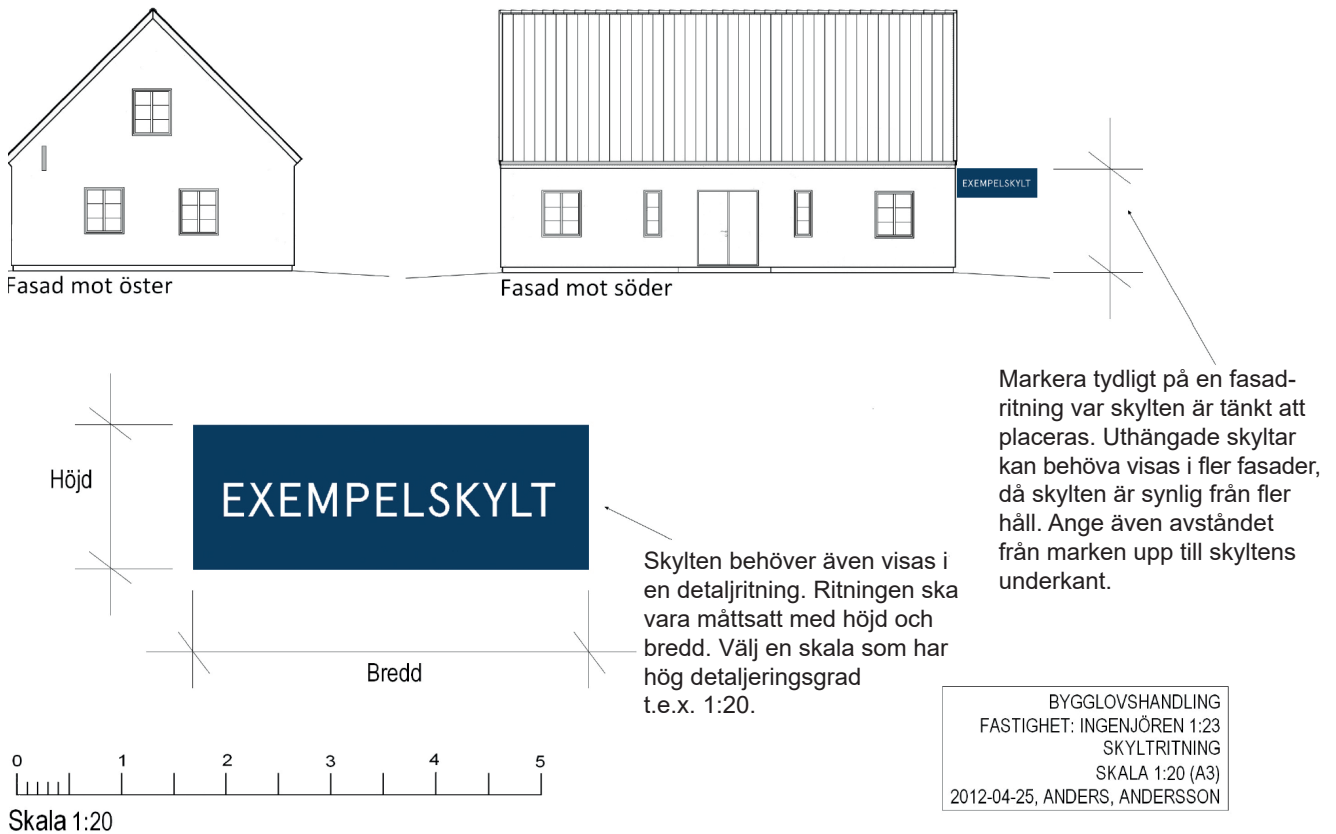 EXEMPELSKYLT
Fasad mot öster
Fasad mot söder
Markera tydligt på en fasad-
ritning var skylten är tänkt att
placeras. Uthängade skyltar
kan behöva visas i fler fasader,
då skylten är synlig från fler
håll. Ange även avståndet
från marken upp till skyltens
underkant.
Höjd
EXEMPELSKYLT
Bredd
Skylten behöver även visas i
en detaljritning. Ritningen ska
vara måttsatt med höjd och
bredd. Välj en skala som har
hög detaljeringsgrad
t.e.x. 1:20.
BYGGLOVSHANDLING
FASTIGHET: INGENJÖREN 1:23
SKYLTRITNING
SKALA 1:20 (A3)
2012-04-25, ANDERS, ANDERSSON
0 1 2 3 4 5
Skala 1:20